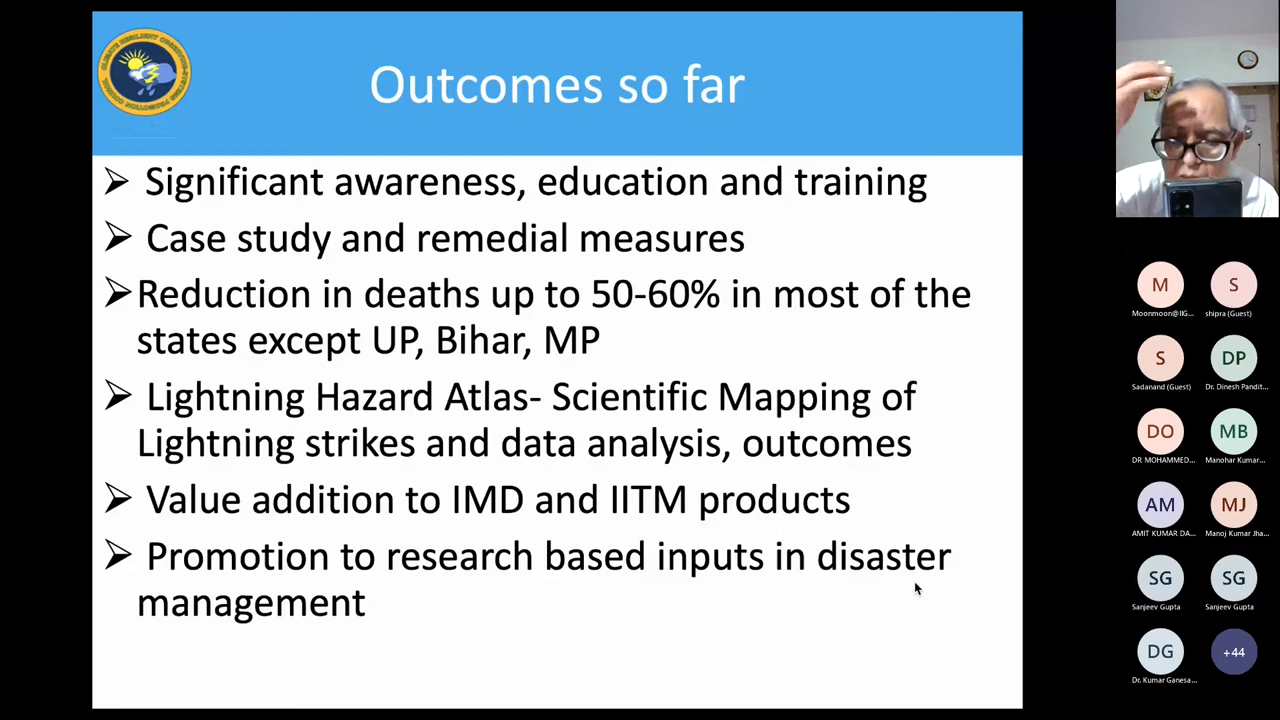 Outcomes so far
➢ Significant awareness, education and training
➢ Case study and remedial measures
➢Reduction in deaths up to 50-60% in most of the
states except UP, Bihar, MP
➢ Lightning Hazard Atlas- Scientific Mapping of
Lightning strikes and data analysis, outcomes
➢ Value addition to IMD and IITM products
➢ Promotion to research based inputs in disaster
management
M S
Moonmoon@IIG... shipra (Guest)
S DP
Sadanand (Guest) Dr. Dinesh Pandit...
DO MB
DR MOHAMMED... Manohar Kumar...
AM MJ
AMIT KUMAR DA... Manoj Kumar Jha...
SG SG
Sanjeev Gupta Sanjeev Gupta
DG +44
Dr. Kumar Ganesa...